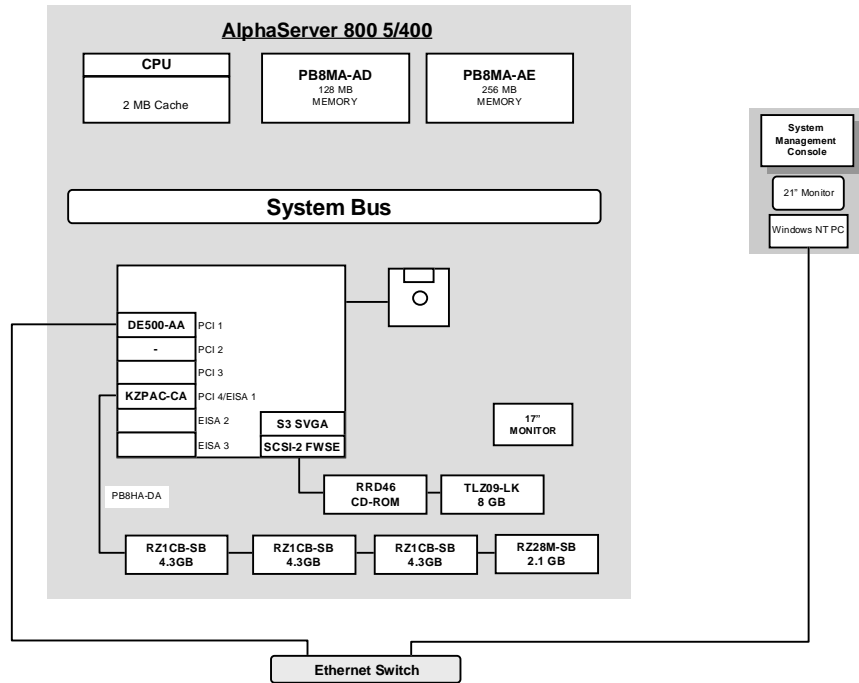 AlphaServer 800 5/400
CPU
2 MB Cache
PB8MA-AD
128 MB
MEMORY
PB8MA-AE
256 MB
MEMORY
System
Management
Console
21" Monitor
Windows NT PC
System Bus
DE500-AA PCI 1
- PCI 2
PCI 3
KZPAC-CA PCI 4/EISA 1
EISA 2
EISA 3
S3 SVGA
SCSI-2 FWSE
17"
MONITOR
RRD46
CD-ROM
TLZ09-LK
8 GB
PB8HA-DA
RZ1CB-SB
4.3GB
RZ1CB-SB
4.3GB
RZ1CB-SB
4.3GB
RZ28M-SB
2.1 GB
Ethernet Switch